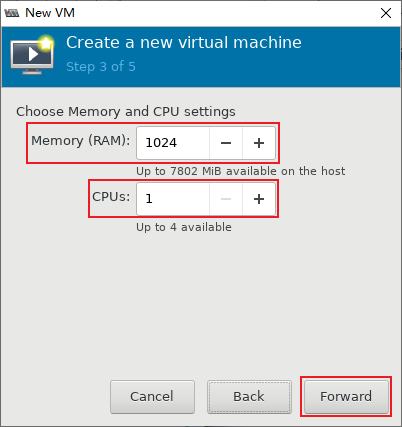 New VM
Create a new virtual machine
Step 3 of 5
Choose Memory and CPU settings
Memory (RAM): 1024 − +
Up to 7802 MiB available on the host
CPUs: 1 − +
Up to 4 available
Cancel Back Forward